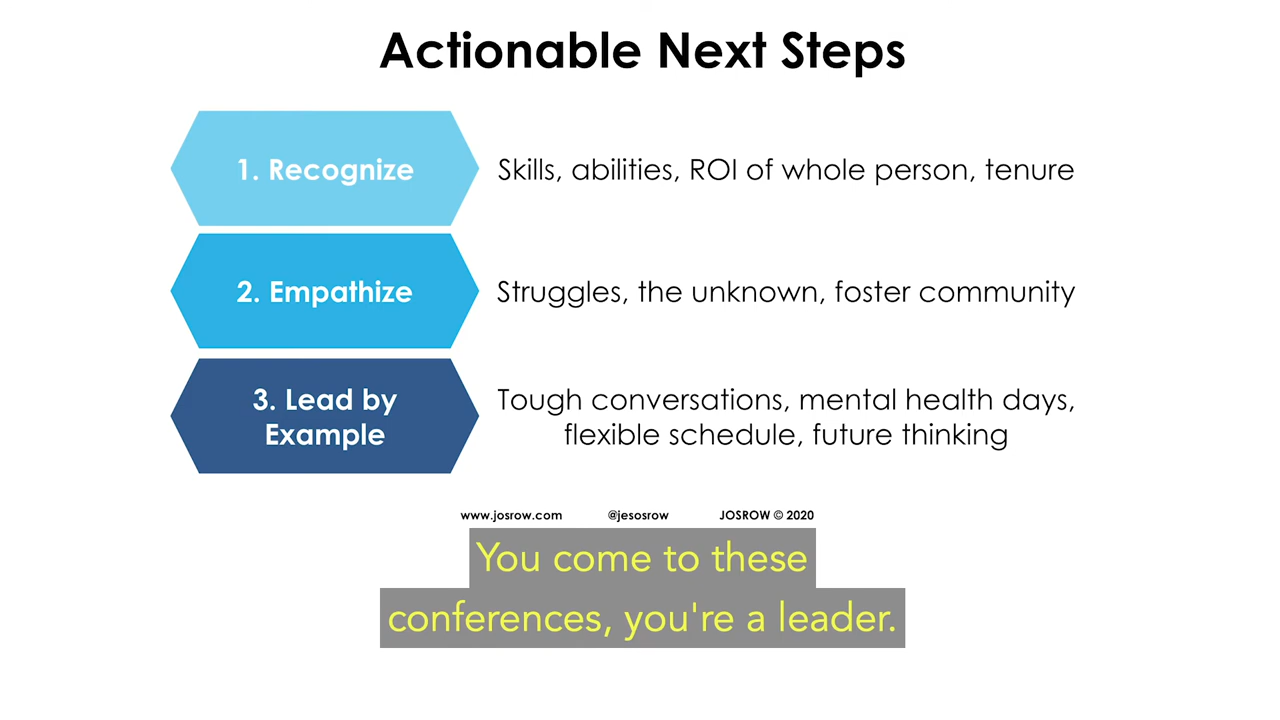 Actionable Next Steps
1. Recognize
Skills, abilities, ROI of whole person, tenure
2. Empathize
Struggles, the unknown, foster community
3. Lead by
Example
Tough conversations, mental health days,
flexible schedule, future thinking
www.josrow.com @jesosrow JOSROW © 2020
You come to these
conferences, you're a leader.